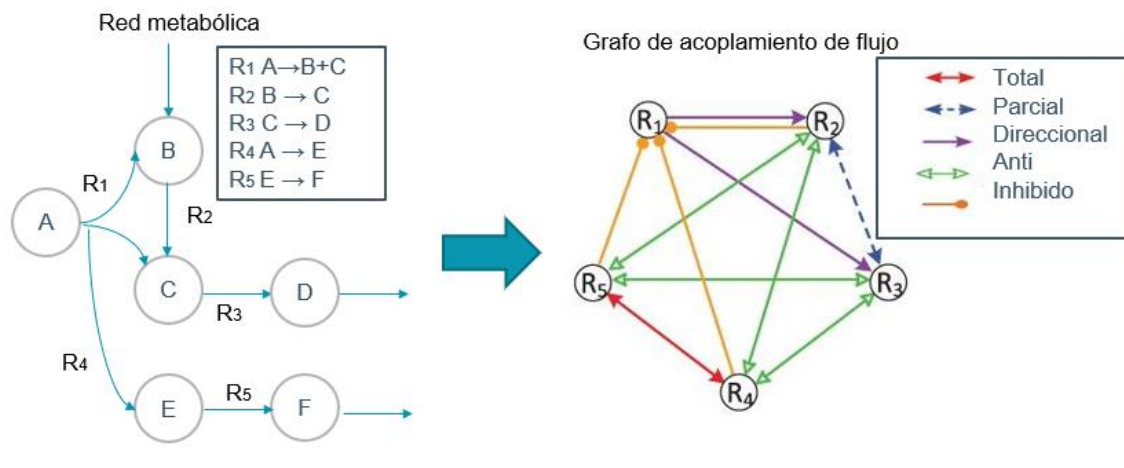 Red metabólica
R1 A→B+C
R2 B → C
R3 C → D
R4 A → E
R5 E → F
B
R1
A
R2
C
D
R3
R4
E
R5
F
Grafo de acoplamiento de flujo
Total
Parcial
Direccional
Anti
Inhibido
R1
R2
R5
R3
R4